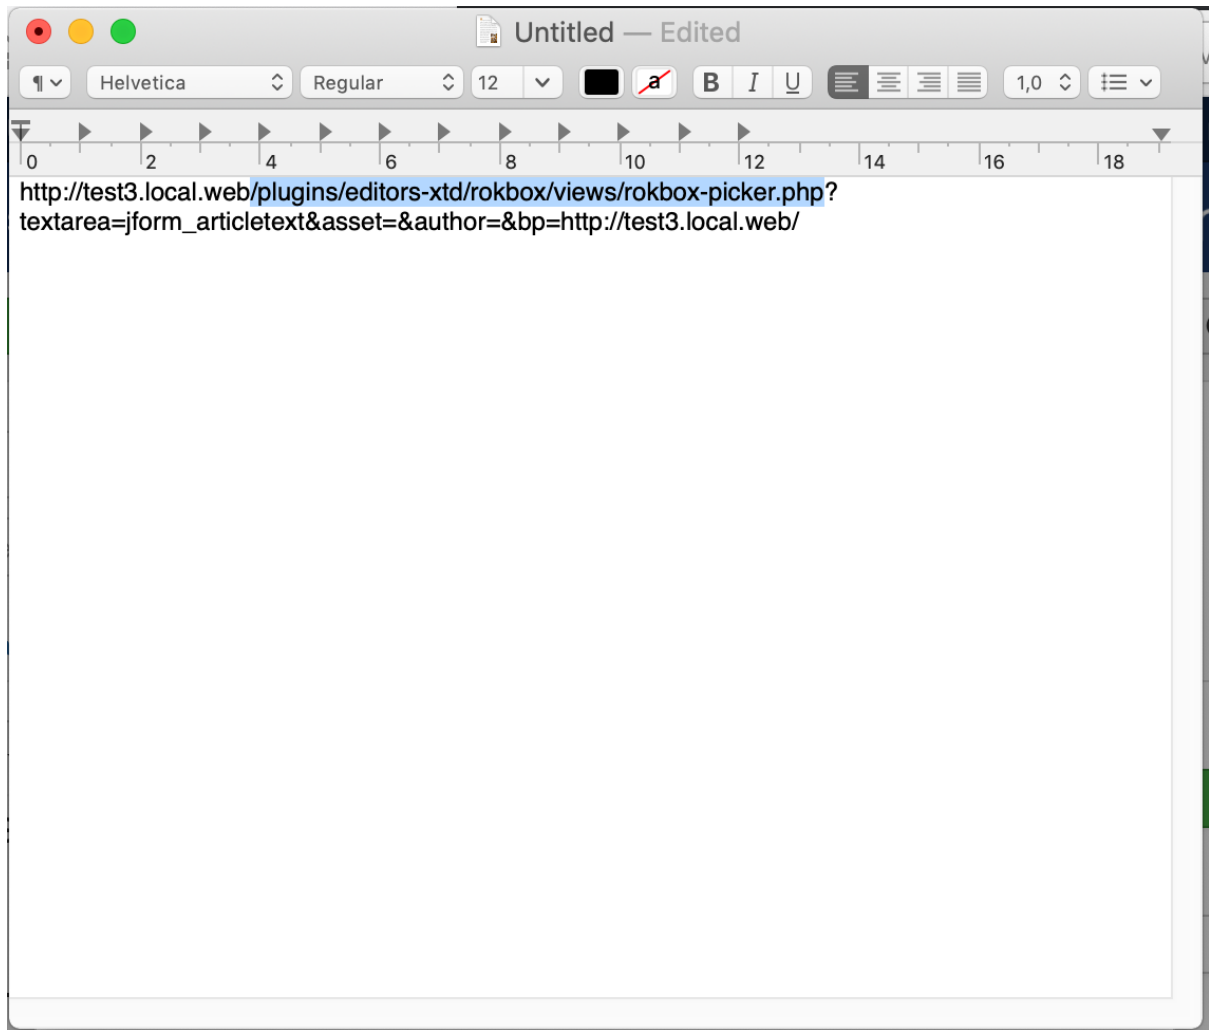 Untitled — Edited
¶ Helvetica Regular 12 a B I U 1,0
0 2 4 6 8 10 12 14 16 18
http://test3.local.web/plugins/editors-xtd/rokbox/views/rokbox-picker.php?
textarea=jform_articletext&asset=&author=&bp=http://test3.local.web/